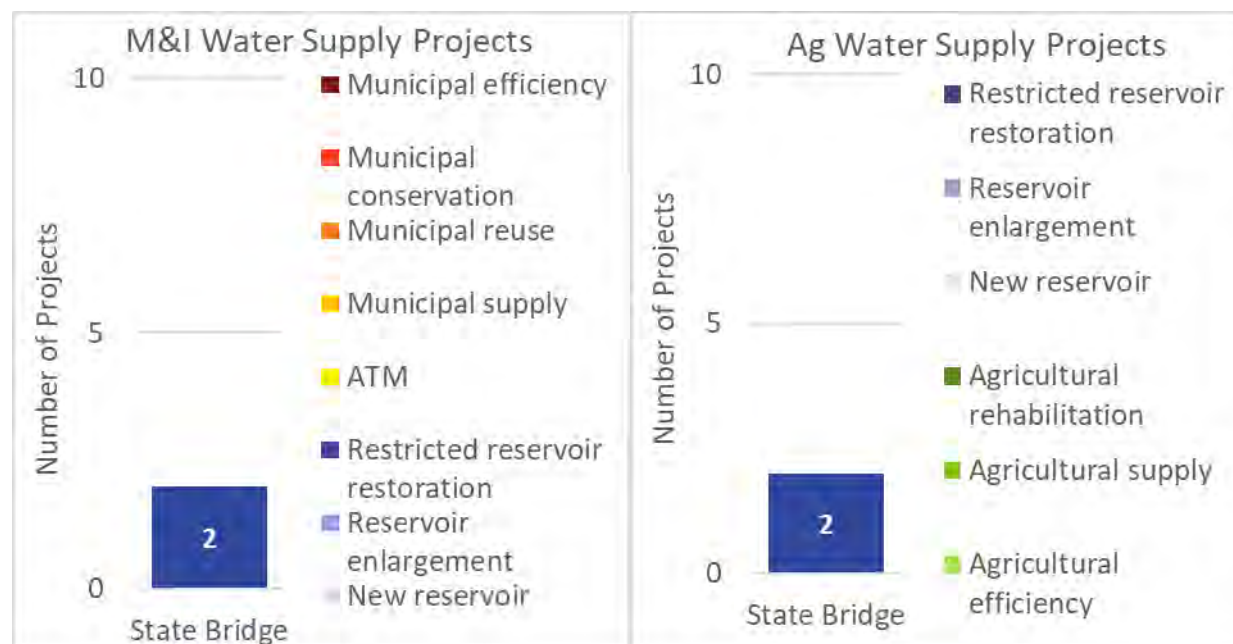 M&I Water Supply Projects
Number of Projects
10
5
0
2
State Bridge
Municipal efficiency
Municipal
conservation
Municipal reuse
Municipal supply
ATM
Restricted reservoir
restoration
Reservoir
enlargement
New reservoir
Ag Water Supply Projects
Number of Projects
10
5
0
2
State Bridge
Restricted reservoir
restoration
Reservoir
enlargement
New reservoir
Agricultural
rehabilitation
Agricultural supply
Agricultural
efficiency